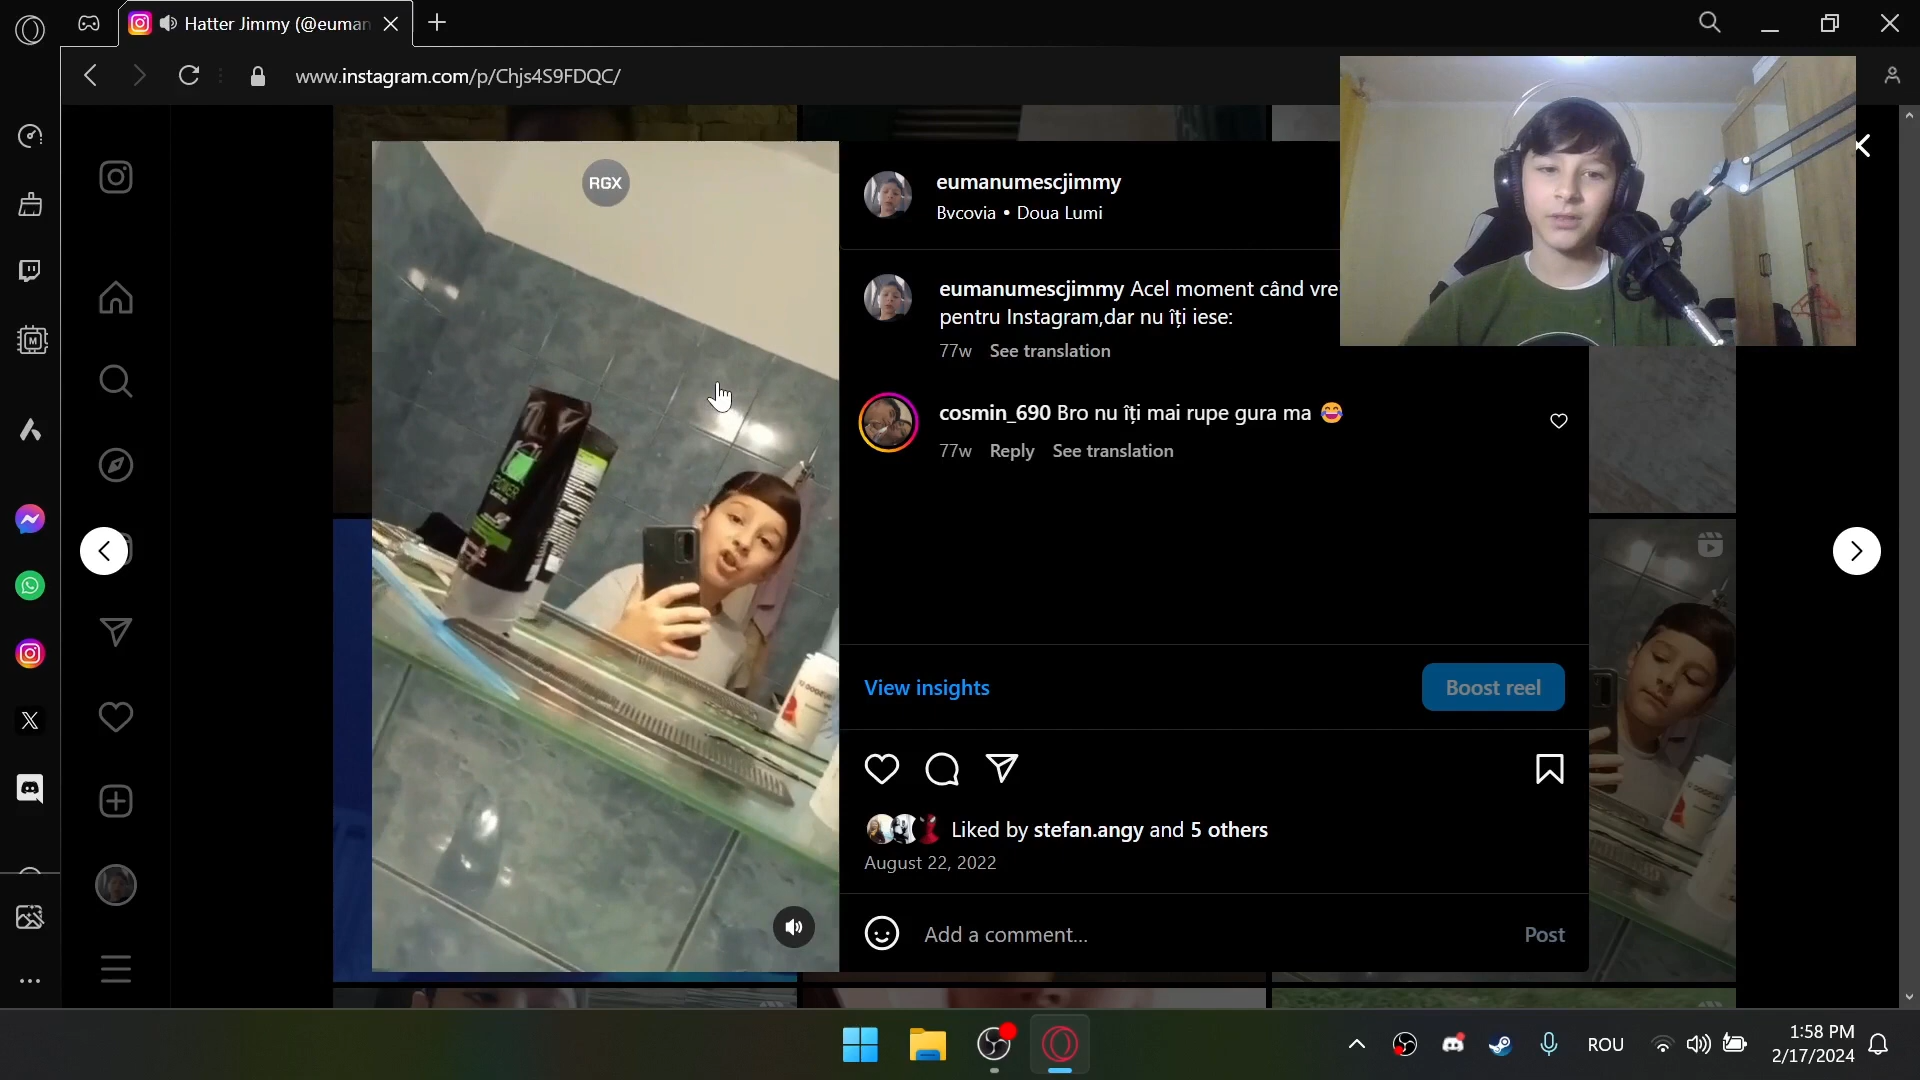 Hatter Jimmy (@euman
www.instagram.com/p/Chjs4S9FDQC/
RGX
eumanumescjimmy
Bvcovia • Doua Lumi
eumanumescjimmy Acel moment când vre
pentru Instagram,dar nu îți iese:
77w See translation
cosmin_690 Bro nu îți mai rupe gura ma 😂
77w Reply See translation
POWER
View insights
Boost reel
Liked by stefan.angy and 5 others
August 22, 2022
Add a comment...
Post
ROU
1:58 PM
2/17/2024